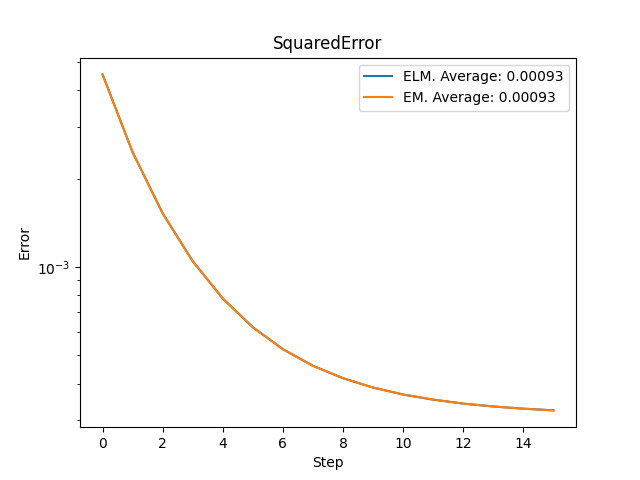 SquaredError
ELM. Average: 0.00093
EM. Average: 0.00093
Error
10⁻³
0 2 4 6 8 10 12 14
Step